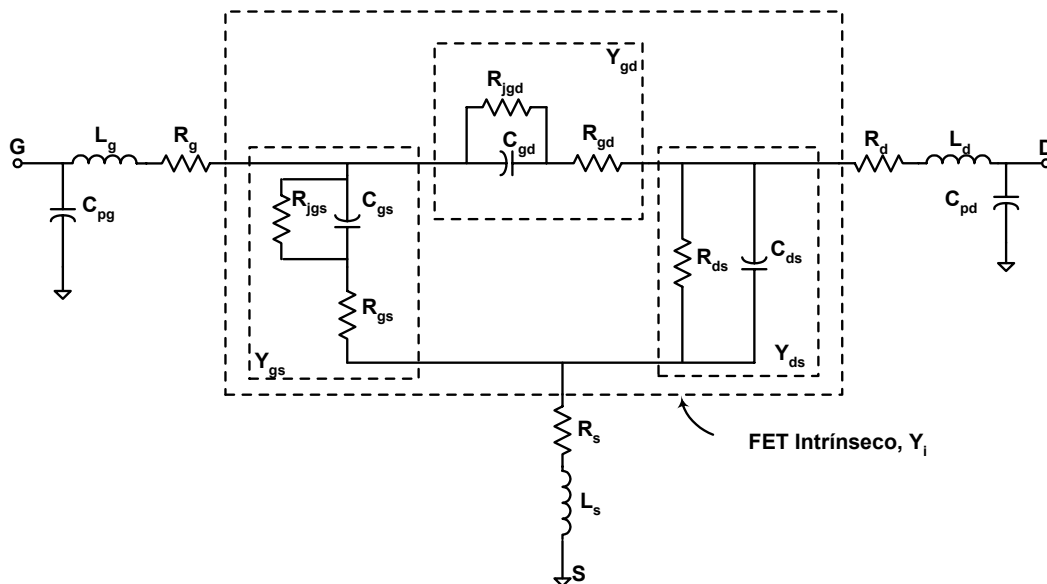 Y_gd
R_jgd
G
L_g
R_g
C_gd
R_gd
R_d
L_d
D
C_pg
R_jgs
C_gs
C_pd
R_ds
C_ds
R_gs
Y_gs
Y_ds
R_s
FET Intrínseco, Y_i
L_s
S